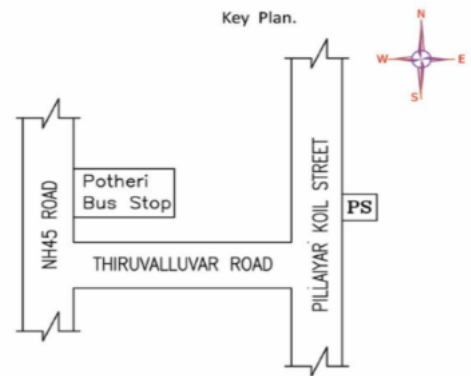 Key Plan.
N
W
E
S
Potheri
Bus Stop
NH45 ROAD
THIRUVALLUVAR ROAD
PILLAIYAR KOIL STREET
PS